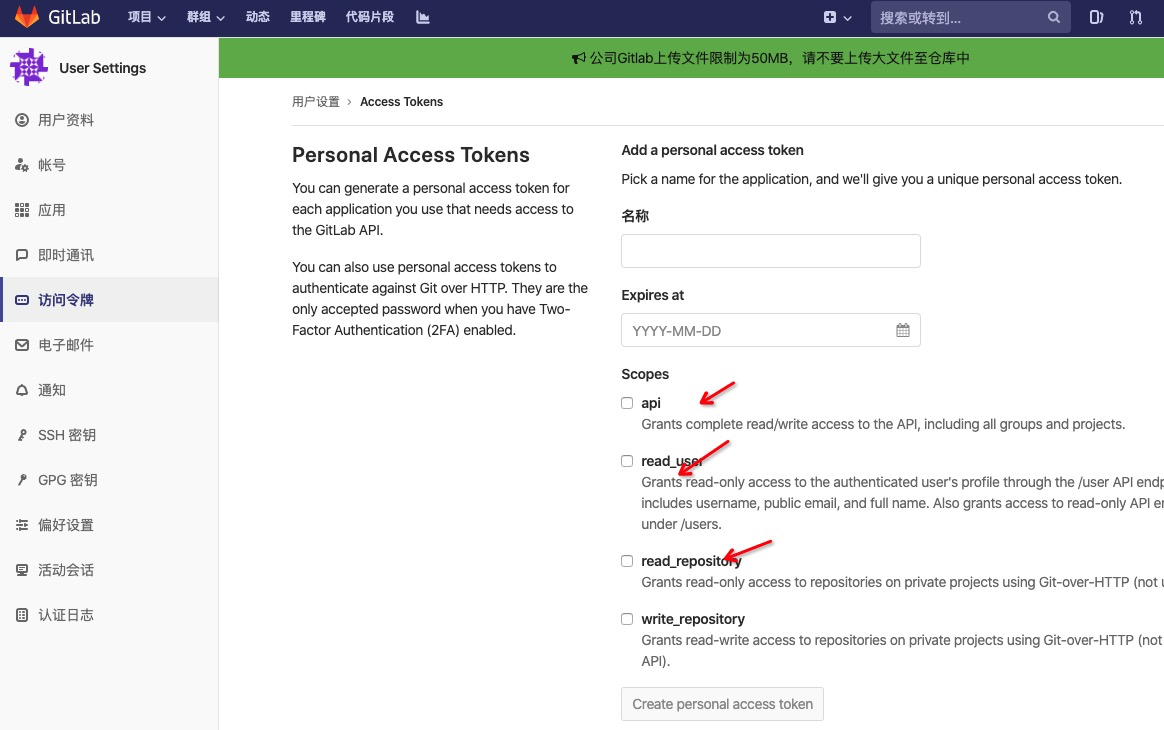 GitLab 项目 群组 动态 里程碑 代码片段 搜索或转到...
User Settings
公司Gitlab上传文件限制为50MB，请不要上传大文件至仓库中
用户资料
帐号
应用
即时通讯
访问令牌
电子邮件
通知
SSH 密钥
GPG 密钥
偏好设置
活动会话
认证日志
用户设置 › Access Tokens
Personal Access Tokens
You can generate a personal access token for
each application you use that needs access to
the GitLab API.
You can also use personal access tokens to
authenticate against Git over HTTP. They are the
only accepted password when you have Two-
Factor Authentication (2FA) enabled.
Add a personal access token
Pick a name for the application, and we'll give you a unique personal access token.
名称
Expires at
YYYY-MM-DD
Scopes
api
Grants complete read/write access to the API, including all groups and projects.
read_user
Grants read-only access to the authenticated user's profile through the /user API
includes username, public email, and full name. Also grants access to read-only API
under /users.
read_repository
Grants read-only access to repositories on private projects using Git-over-HTTP (not
write_repository
Grants read-write access to repositories on private projects using Git-over-HTTP (not
API).
Create personal access token